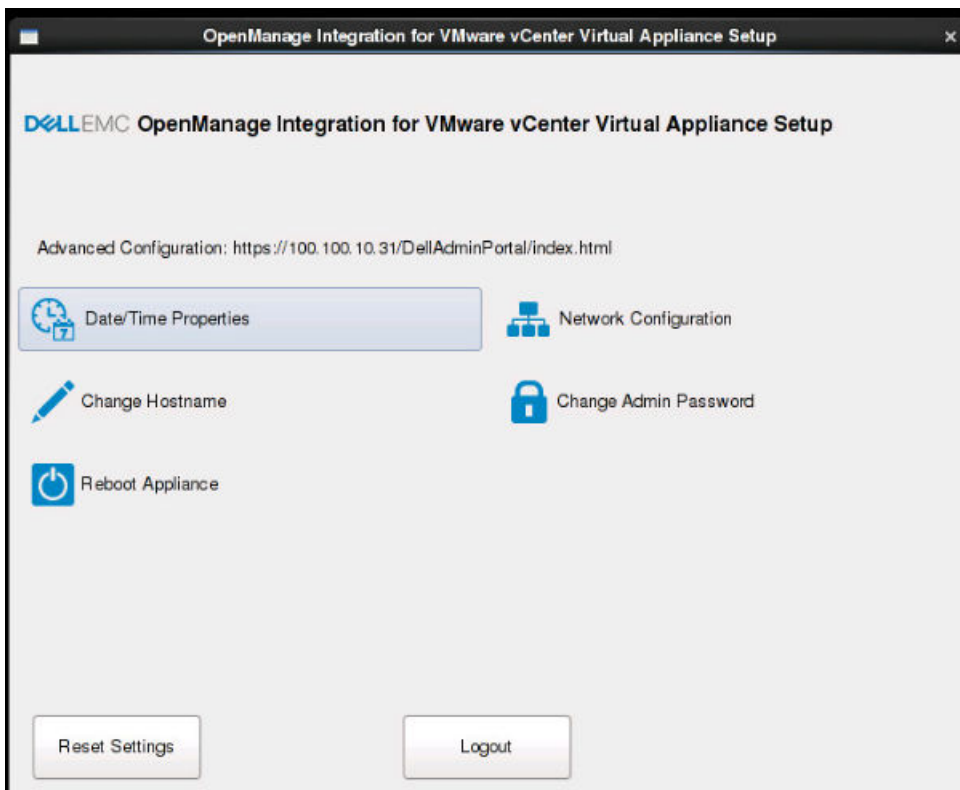 OpenManage Integration for VMware vCenter Virtual Appliance Setup
DELLEMC OpenManage Integration for VMware vCenter Virtual Appliance Setup
Advanced Configuration: https://100.100.10.31/DellAdminPortal/index.html
Date/Time Properties
Network Configuration
Change Hostname
Change Admin Password
Reboot Appliance
Reset Settings
Logout